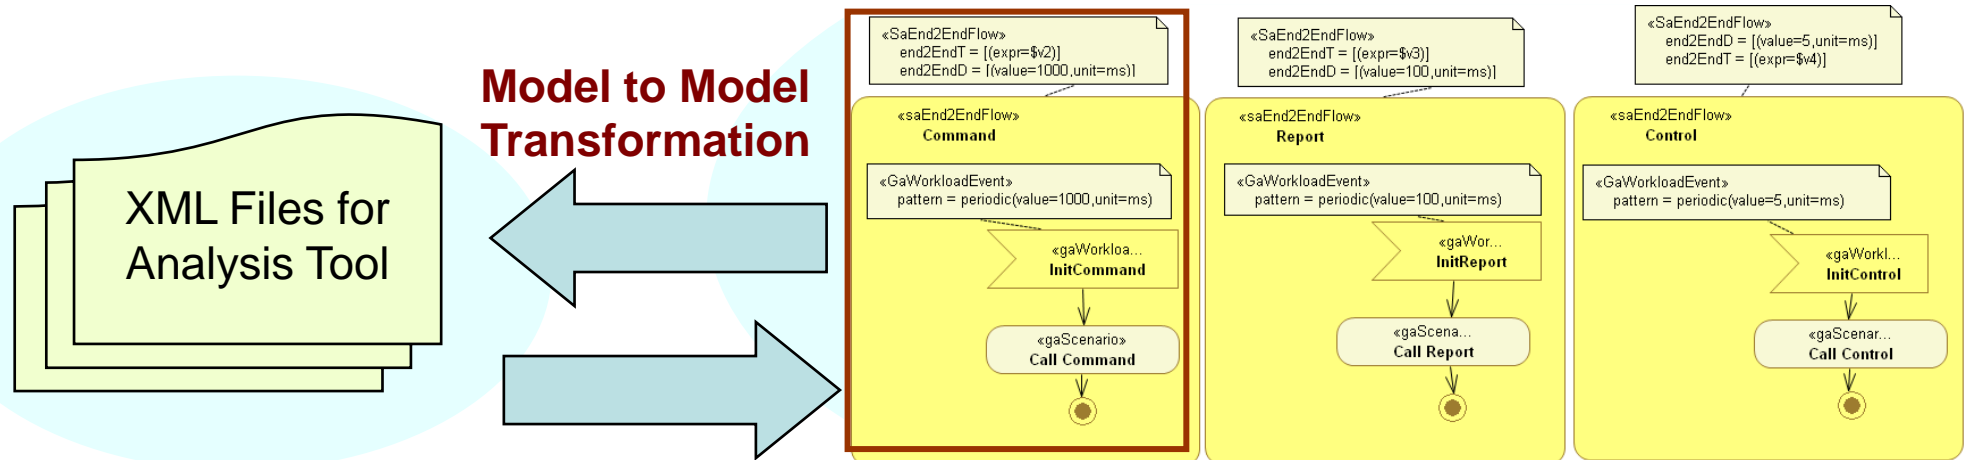 Model to Model
Transformation
XML Files for
Analysis Tool
«SaEnd2EndFlow»
end2EndT = [(expr=$v2)]
end2EndD = [(value=1000,unit=ms)]
«saEnd2EndFlow»
Command
«GaWorkloadEvent»
pattern = periodic(value=1000,unit=ms)
«gaWorkloa...
InitCommand
«gaScenario»
Call Command
«SaEnd2EndFlow»
end2EndT = [(expr=$v3)]
end2EndD = [(value=100,unit=ms)]
«saEnd2EndFlow»
Report
«GaWorkloadEvent»
pattern = periodic(value=100,unit=ms)
«gaWor...
InitReport
«gaScena...
Call Report
«SaEnd2EndFlow»
end2EndD = [(value=5,unit=ms)]
end2EndT = [(expr=$v4)]
«saEnd2EndFlow»
Control
«GaWorkloadEvent»
pattern = periodic(value=5,unit=ms)
«gaWorkl...
InitControl
«gaScenar...
Call Control